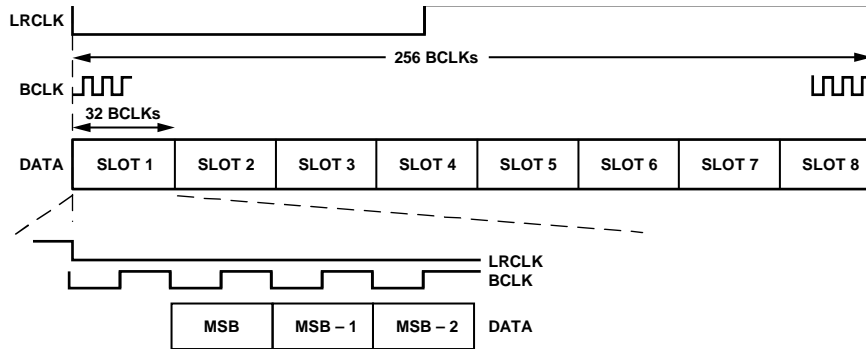 LRCLK
256 BCLKs
BCLK
32 BCLKs
DATA SLOT 1 SLOT 2 SLOT 3 SLOT 4 SLOT 5 SLOT 6 SLOT 7 SLOT 8
LRCLK
BCLK
MSB MSB – 1 MSB – 2 DATA